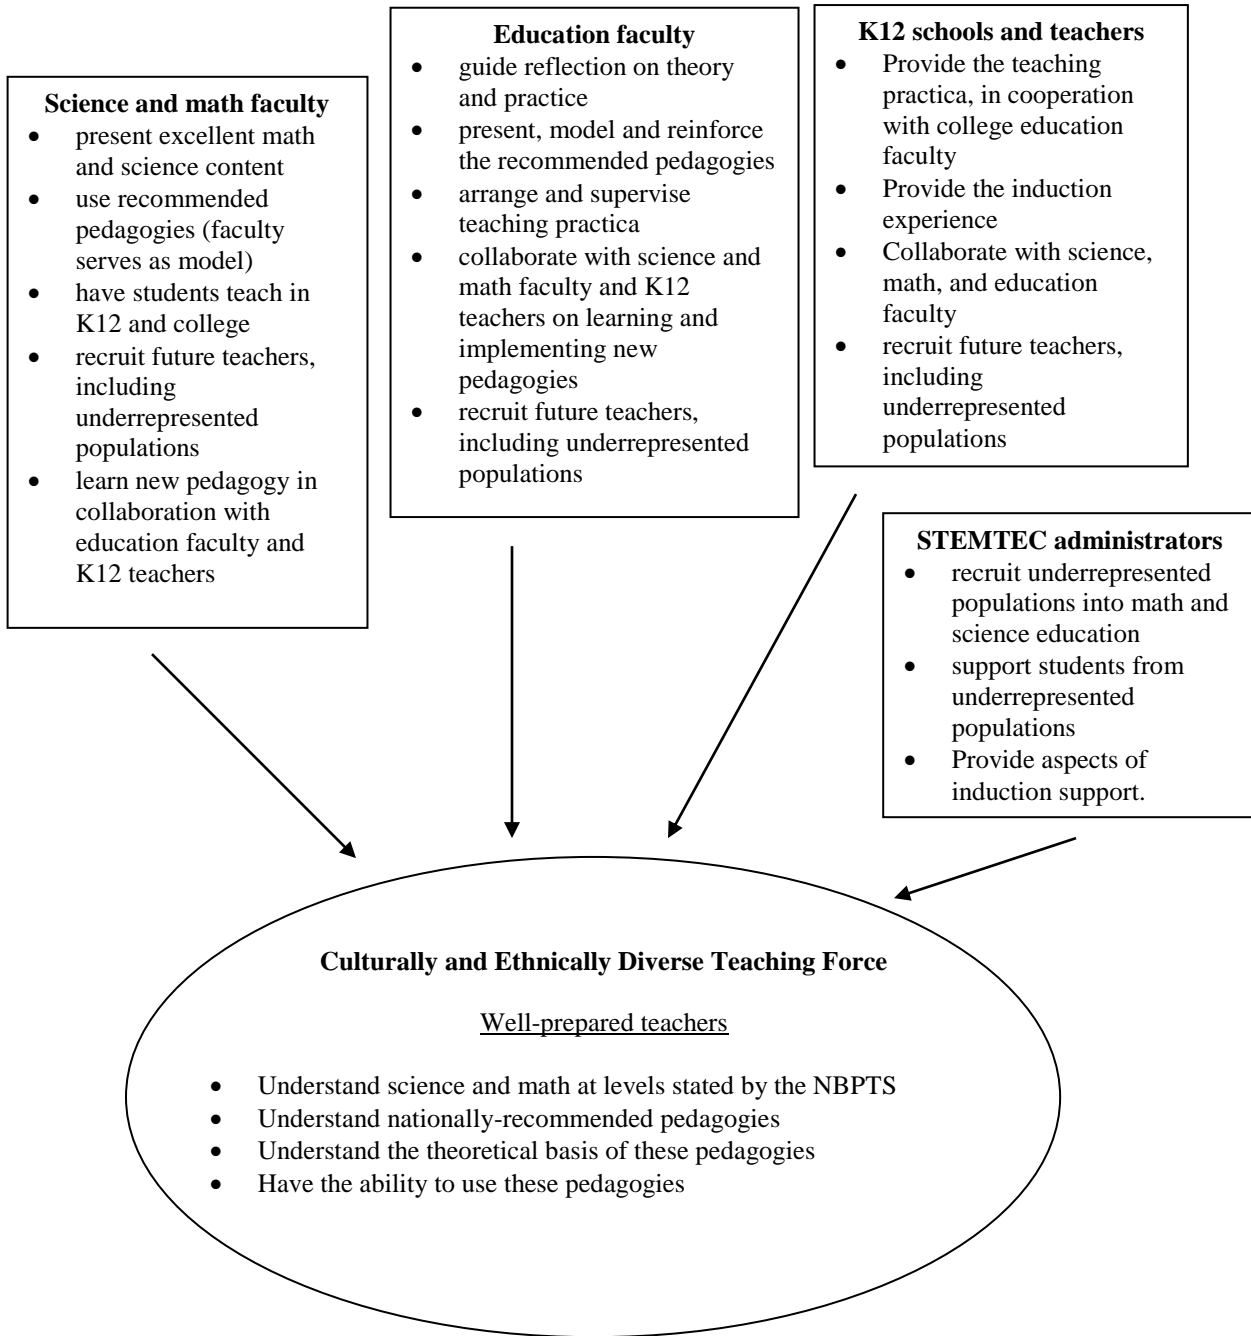 Science and math faculty
• present excellent math
and science content
• use recommended
pedagogies (faculty
serves as model)
• have students teach in
K12 and college
• recruit future teachers,
including
underrepresented
populations
• learn new pedagogy in
collaboration with
education faculty and
K12 teachers
Education faculty
• guide reflection on theory
and practice
• present, model and reinforce
the recommended pedagogies
• arrange and supervise
teaching practica
• collaborate with science and
math faculty and K12
teachers on learning and
implementing new
pedagogies
• recruit future teachers,
including underrepresented
populations
K12 schools and teachers
• Provide the teaching
practica, in cooperation
with college education
faculty
• Provide the induction
experience
• Collaborate with science,
math, and education
faculty
• recruit future teachers,
including
underrepresented
populations
STEMTEC administrators
• recruit underrepresented
populations into math and
science education
• support students from
underrepresented
populations
• Provide aspects of
induction support.
Culturally and Ethnically Diverse Teaching Force
Well-prepared teachers
• Understand science and math at levels stated by the NBPTS
• Understand nationally-recommended pedagogies
• Understand the theoretical basis of these pedagogies
• Have the ability to use these pedagogies